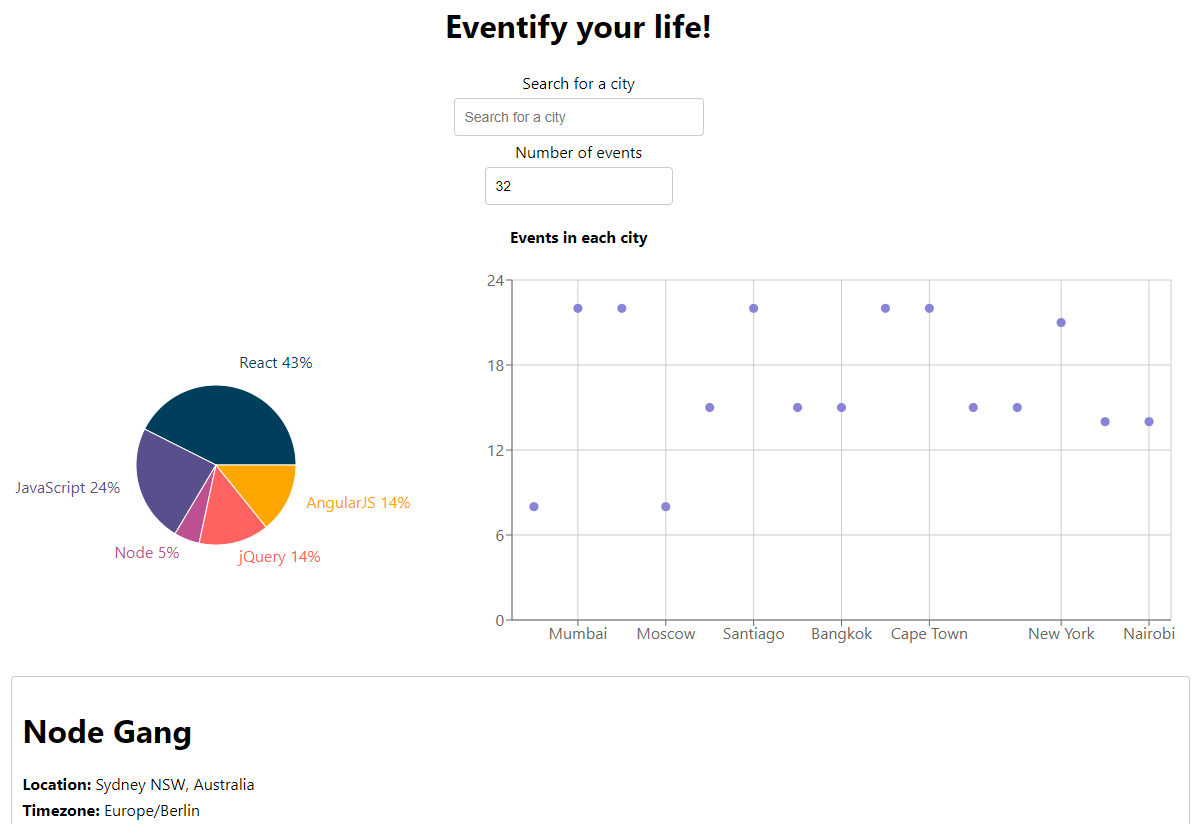 Eventify your life!
Search for a city
Search for a city
Number of events
32
Events in each city
24
18
12
6
0
Mumbai Moscow Santiago Bangkok Cape Town New York Nairobi
React 43%
JavaScript 24%
AngularJS 14%
Node 5%
jQuery 14%
Node Gang
Location: Sydney NSW, Australia
Timezone: Europe/Berlin